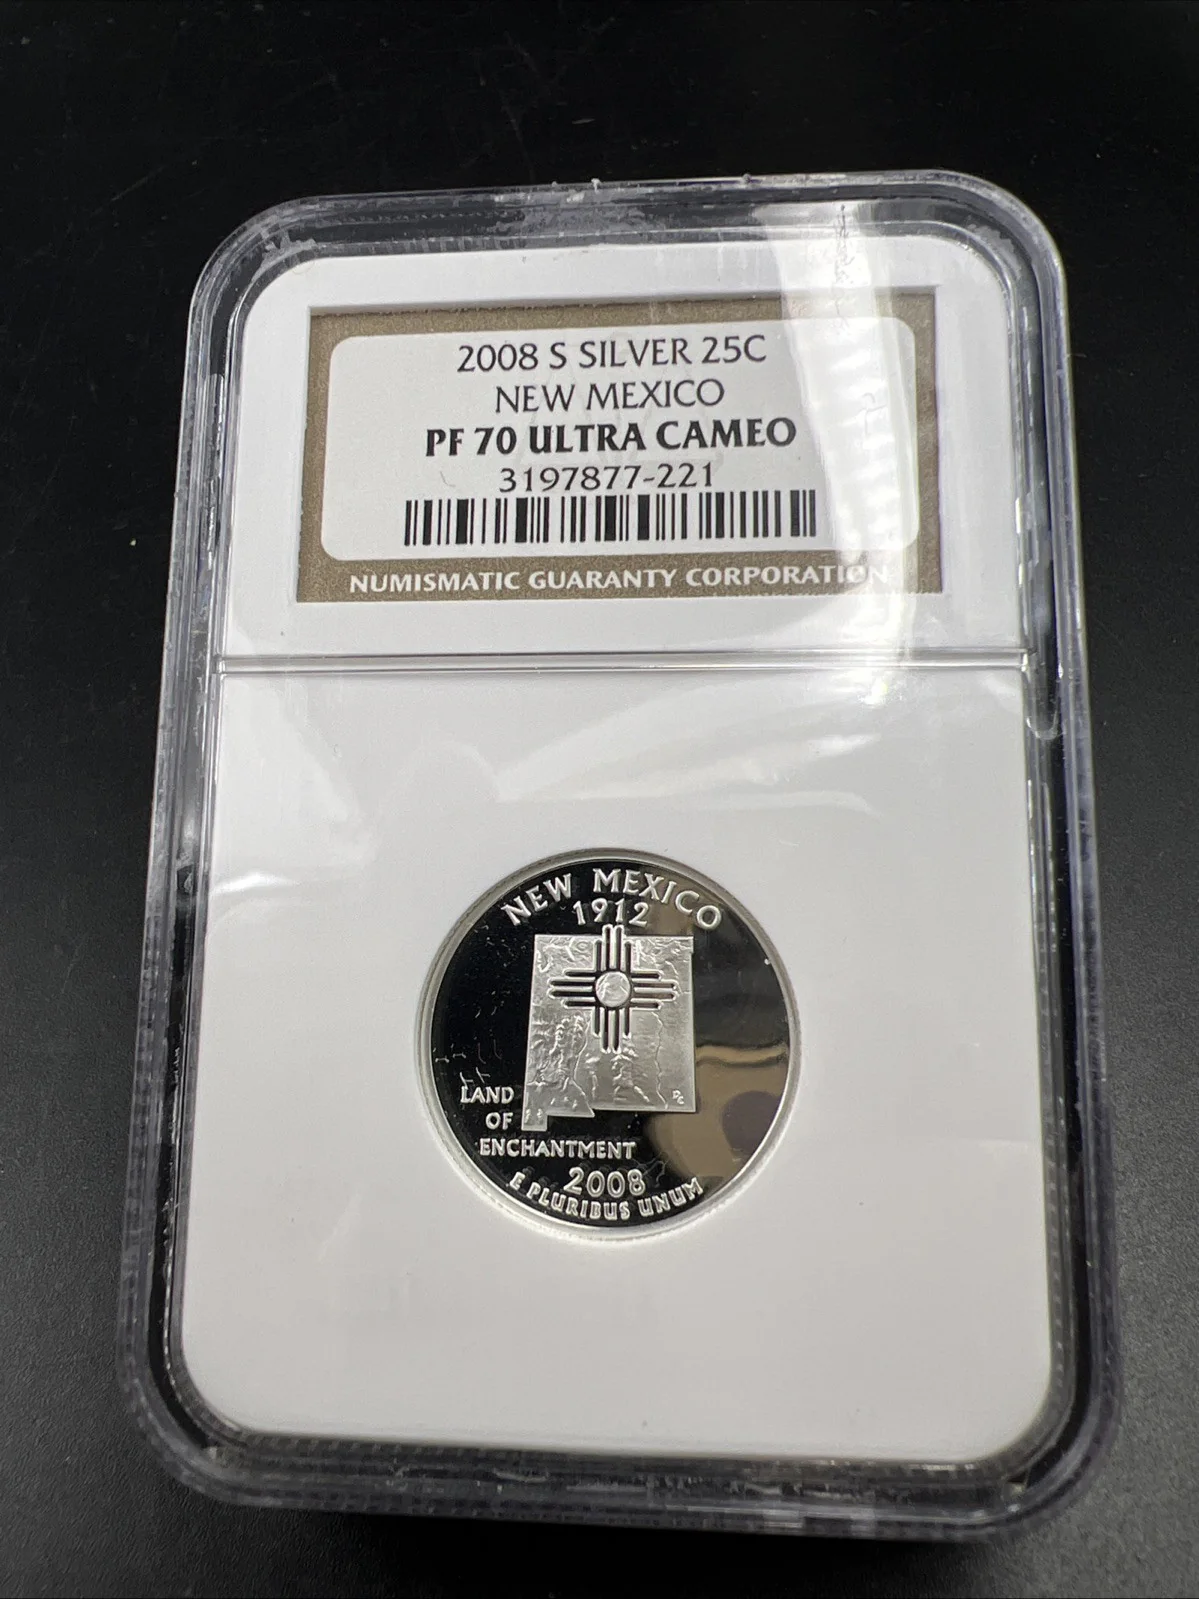 2008 S SILVER 25C
NEW MEXICO
PF 70 ULTRA CAMEO
3197877-221
NUMISMATIC GUARANTY CORPORATION
NEW MEXICO
1912
LAND
OF
ENCHANTMENT
2008
E PLURIBUS UNUM